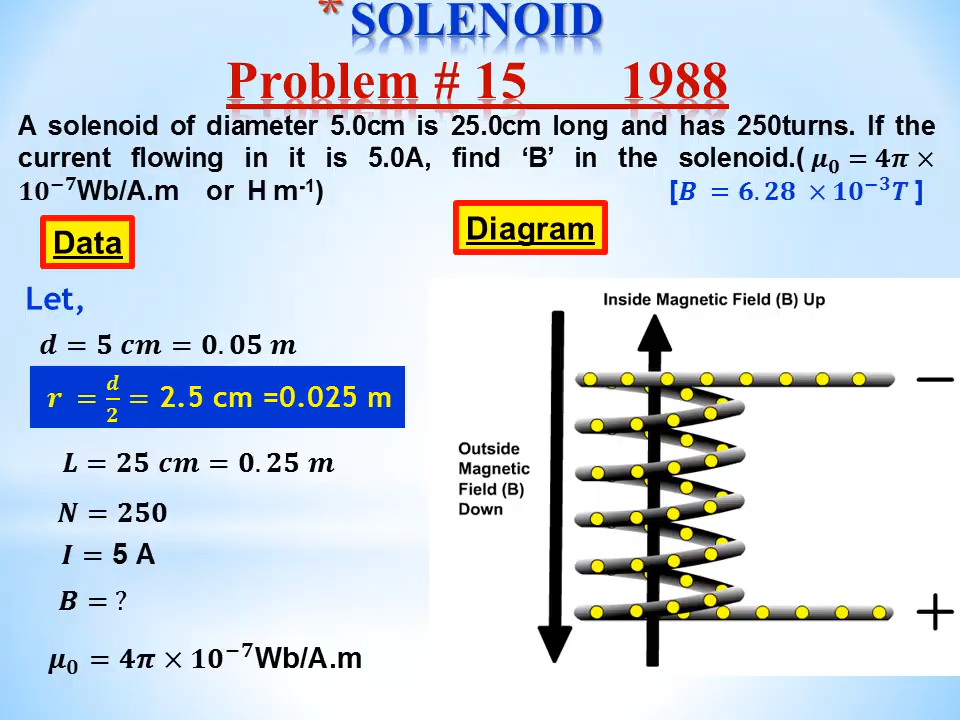 * SOLENOID
Problem # 15 1988
A solenoid of diameter 5.0cm is 25.0cm long and has 250turns. If the
current flowing in it is 5.0A, find ‘B’ in the solenoid.( μ₀ = 4π ×
10⁻⁷Wb/A.m or H m⁻¹) [B = 6.28 × 10⁻³T ]
Data
Diagram
Let,
d = 5 cm = 0.05 m
r = d/2 = 2.5 cm =0.025 m
L = 25 cm = 0.25 m
N = 250
I = 5 A
B = ?
μ₀ = 4π × 10⁻⁷Wb/A.m
Inside Magnetic Field (B) Up
−
Outside
Magnetic
Field (B)
Down
+